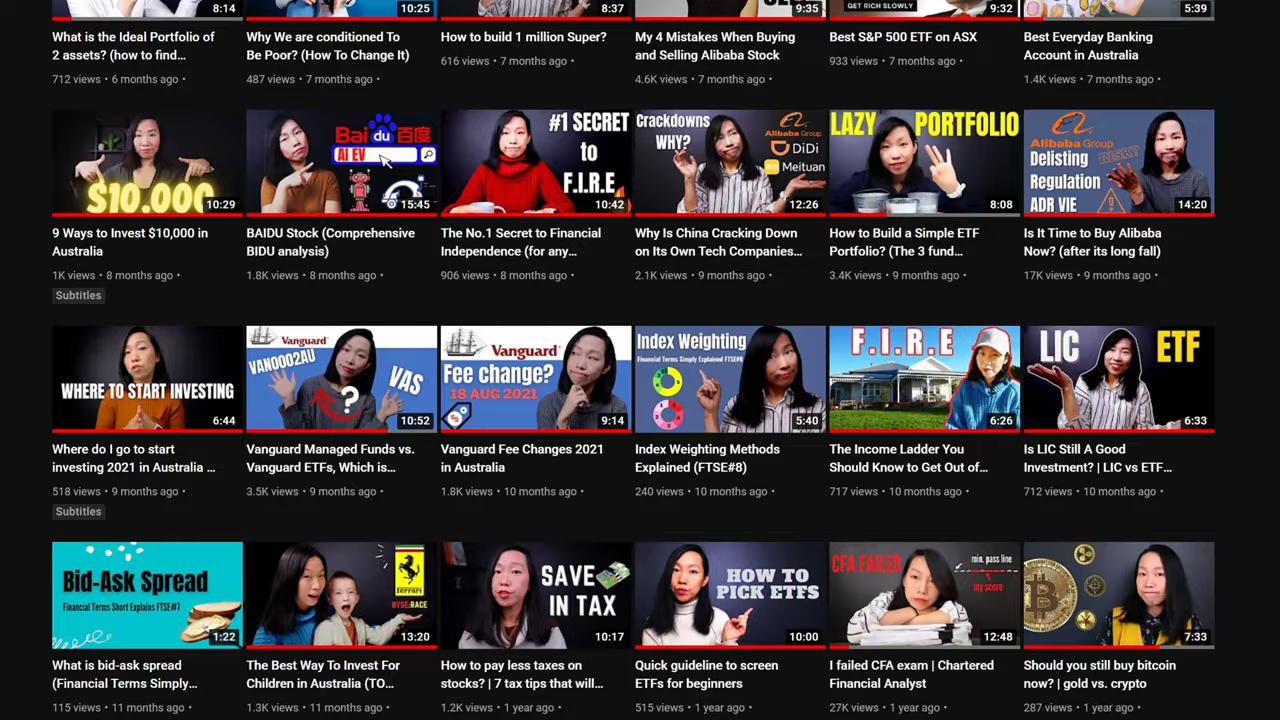 8:14
10:25
8:37
9:35
GET RICH SLOWLY
9:32
5:39
What is the Ideal Portfolio of
2 assets? (how to find...
712 views • 6 months ago •
Why We are conditioned To
Be Poor? (How To Change It)
487 views • 7 months ago •
How to build 1 million Super?
616 views • 7 months ago •
My 4 Mistakes When Buying
and Selling Alibaba Stock
4.6K views • 7 months ago •
Best S&P 500 ETF on ASX
933 views • 7 months ago •
Best Everyday Banking
Account in Australia
1.4K views • 7 months ago •
$10,000
10:29
Bai du 百度
AI EV
15:45
#1 SECRET
to
F.I.R.E
10:42
Crackdowns
WHY?
Alibaba Group
DiDi
Meituan
12:26
LAZY PORTFOLIO
8:08
Alibaba Group
Delisting RISK?
Regulation
ADR VIE
14:20
9 Ways to Invest $10,000 in
Australia
1K views • 8 months ago •
Subtitles
BAIDU Stock (Comprehensive
BIDU analysis)
1.8K views • 8 months ago •
The No.1 Secret to Financial
Independence (for any...
906 views • 8 months ago •
Why Is China Cracking Down
on Its Own Tech Companies...
2.1K views • 9 months ago •
How to Build a Simple ETF
Portfolio? (The 3 fund...
3.4K views • 9 months ago •
Is It Time to Buy Alibaba
Now? (after its long fall)
17K views • 9 months ago •
WHERE TO START INVESTING
6:44
Vanguard
VAN0002AU
VAS
?
10:52
Vanguard
Fee change?
18 AUG 2021
9:14
Index Weighting
Financial Terms Simply Explained FTSE#8
5:40
F.I.R.E
6:26
LIC ETF
6:33
Where do I go to start
investing 2021 in Australia ...
518 views • 9 months ago •
Subtitles
Vanguard Managed Funds vs.
Vanguard ETFs, Which is...
3.5K views • 9 months ago •
Vanguard Fee Changes 2021
in Australia
1.8K views • 10 months ago •
Index Weighting Methods
Explained (FTSE#8)
240 views • 10 months ago •
The Income Ladder You
Should Know to Get Out of...
717 views • 10 months ago •
Is LIC Still A Good
Investment? | LIC vs ETF...
712 views • 10 months ago •
Bid-Ask Spread
Financial Terms Short Explains FTSE#7
1:22
Ferrari
NYSE:RACE
13:20
SAVE
IN TAX
10:17
HOW TO
PICK ETFS
10:00
CFA FAILED
min. pass line
my score
12:48
7:33
What is bid-ask spread
(Financial Terms Simply...
115 views • 11 months ago •
The Best Way To Invest For
Children in Australia (TO...
1.3K views • 11 months ago •
How to pay less taxes on
stocks? | 7 tax tips that will...
1.2K views • 1 year ago •
Quick guideline to screen
ETFs for beginners
515 views • 1 year ago •
I failed CFA exam | Chartered
Financial Analyst
27K views • 1 year ago •
Should you still buy bitcoin
now? | gold vs. crypto
287 views • 1 year ago •